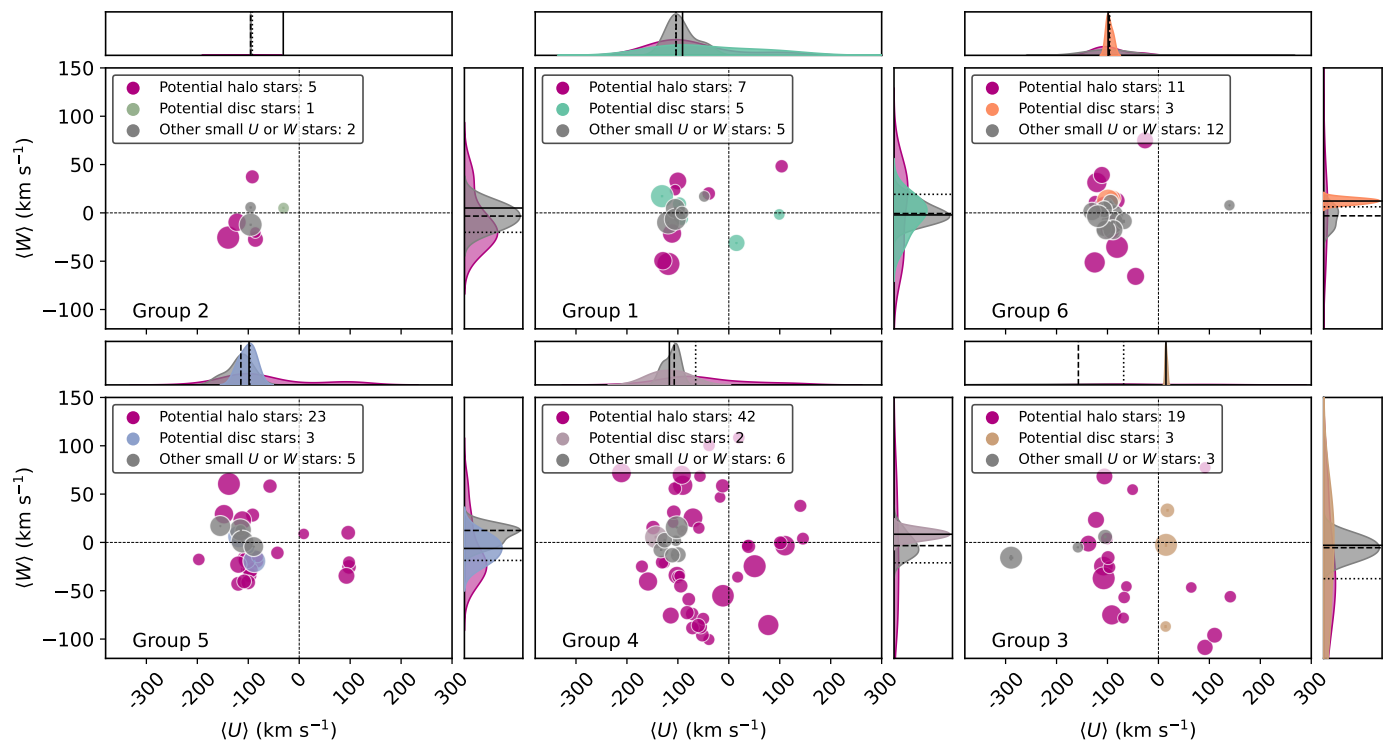 Potential halo stars: 5
Potential disc stars: 1
Other small U or W stars: 2
Group 2
150
100
50
0
−50
−100
⟨W⟩ (km s⁻¹)
Potential halo stars: 7
Potential disc stars: 5
Other small U or W stars: 5
Group 1
Potential halo stars: 11
Potential disc stars: 3
Other small U or W stars: 12
Group 6
Potential halo stars: 23
Potential disc stars: 3
Other small U or W stars: 5
Group 5
150
100
50
0
−50
−100
⟨W⟩ (km s⁻¹)
Potential halo stars: 42
Potential disc stars: 2
Other small U or W stars: 6
Group 4
Potential halo stars: 19
Potential disc stars: 3
Other small U or W stars: 3
Group 3
-300 -200 -100 0 100 200 300
-300 -200 -100 0 100 200 300
-300 -200 -100 0 100 200 300
⟨U⟩ (km s⁻¹)
⟨U⟩ (km s⁻¹)
⟨U⟩ (km s⁻¹)